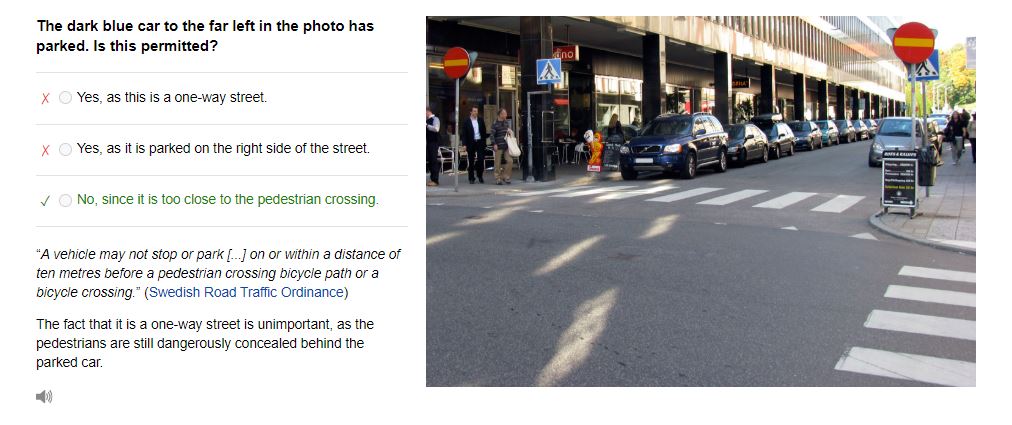 The dark blue car to the far left in the photo has
parked. Is this permitted?
✗ Yes, as this is a one-way street.
✗ Yes, as it is parked on the right side of the street.
✓ No, since it is too close to the pedestrian crossing.
“A vehicle may not stop or park [...] on or within a distance of
ten metres before a pedestrian crossing bicycle path or a
bicycle crossing.” (Swedish Road Traffic Ordinance)
The fact that it is a one-way street is unimportant, as the
pedestrians are still dangerously concealed behind the
parked car.